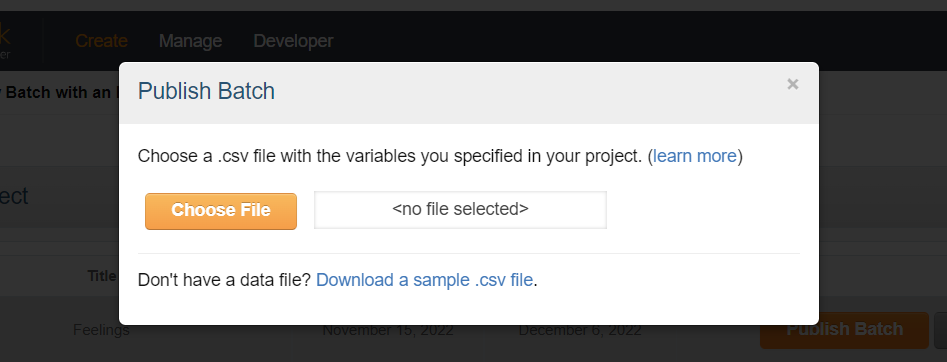 Create Manage Developer
Publish Batch ×
Batch with an
Choose a .csv file with the variables you specified in your project. (learn more)
Choose File <no file selected>
Don't have a data file? Download a sample .csv file.
Title
Feelings November 15, 2022 December 6, 2022 Publish Batch